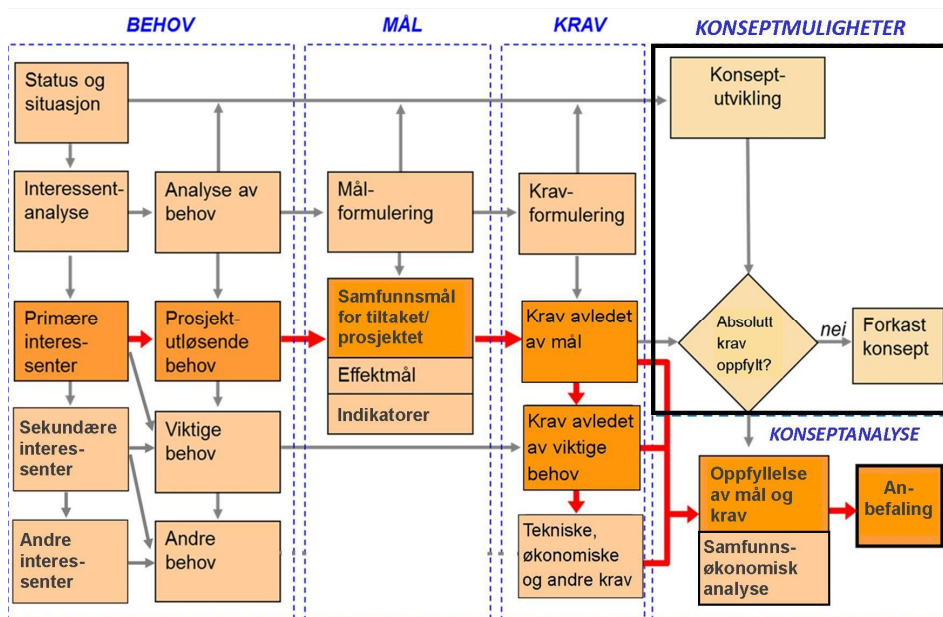 BEHOV
MÅL
KRAV
KONSEPTMULIGHETER
Status og
situasjon
Interessent-
analyse
Analyse av
behov
Primære
interes-
senter
Prosjekt-
utløsende
behov
Sekundære
interes-
senter
Viktige
behov
Andre
interes-
senter
Andre
behov
Mål-
formulering
Samfunnsmål
for tiltaket/
prosjektet
Effektmål
Indikatorer
Krav-
formulering
Krav avledet
av mål
Krav avledet
av viktige
behov
Tekniske,
økonomiske
og andre krav
Konsept-
utvikling
Absolutt
krav
oppfylt?
nei
Forkast
konsept
KONSEPTANALYSE
Oppfyllelse
av mål og
krav
Samfunns-
økonomisk
analyse
An-
befaling